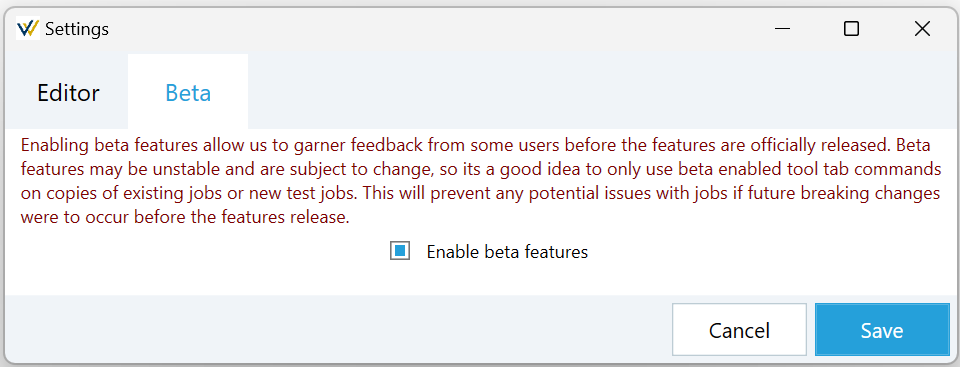 Settings
Editor
Beta
Enabling beta features allow us to garner feedback from some users before the features are officially released. Beta
features may be unstable and are subject to change, so its a good idea to only use beta enabled tool tab commands
on copies of existing jobs or new test jobs. This will prevent any potential issues with jobs if future breaking changes
were to occur before the features release.
Enable beta features
Cancel
Save